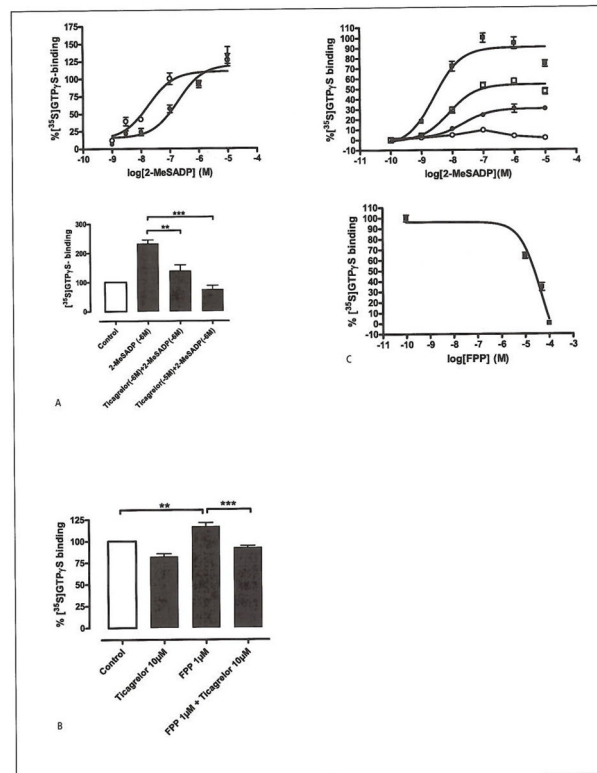 175
150
125
100
75
50
25
0
-10 -9 -8 -7 -6 -5 -4
log[2-MeSADP] (M)
%[³⁵S]GTPγS-binding
300
200
100
0
[³⁵S]GTPγS- binding
***
**
Control
2-MeSADP (-6M)
Ticagrelor(-6M)+2-MeSADP(-6M)
Ticagrelor(-5M)+2-MeSADP(-6M)
A
110
100
90
80
70
60
50
40
30
20
10
0
-10
-10 -9 -8 -7 -6 -5 -4
log[2-MeSADP](M)
%[³⁵S]GTPγS binding
110
100
90
80
70
60
50
40
30
20
10
0
-10
-11 -10 -9 -8 -7 -6 -5 -4 -3
log[FPP] (M)
% [³⁵S]GTPγS binding
C
125
100
75
50
25
0
% [³⁵S]GTPγS binding
** ***
Control
Ticagrelor 10μM
FPP 1μM
FPP 1μM + Ticagrelor 10μM
B